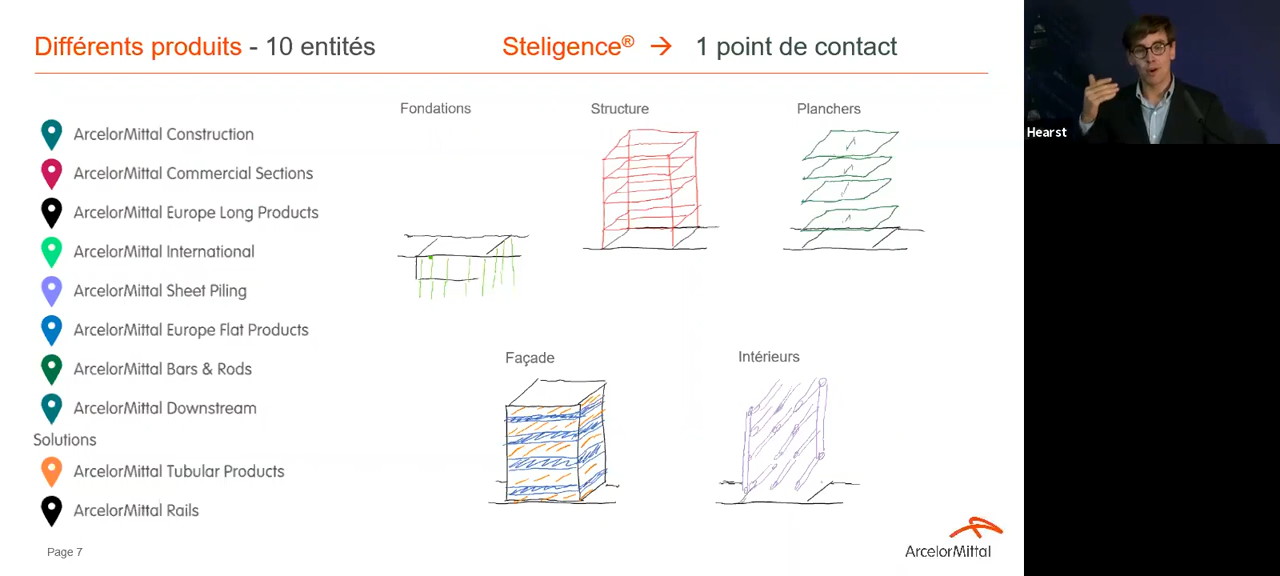 Différents produits - 10 entités
Steligence® → 1 point de contact
ArcelorMittal Construction
ArcelorMittal Commercial Sections
ArcelorMittal Europe Long Products
ArcelorMittal International
ArcelorMittal Sheet Piling
ArcelorMittal Europe Flat Products
ArcelorMittal Bars & Rods
ArcelorMittal Downstream
Solutions
ArcelorMittal Tubular Products
ArcelorMittal Rails
Fondations
Structure
Planchers
Façade
Intérieurs
Page 7
ArcelorMittal
Hearst